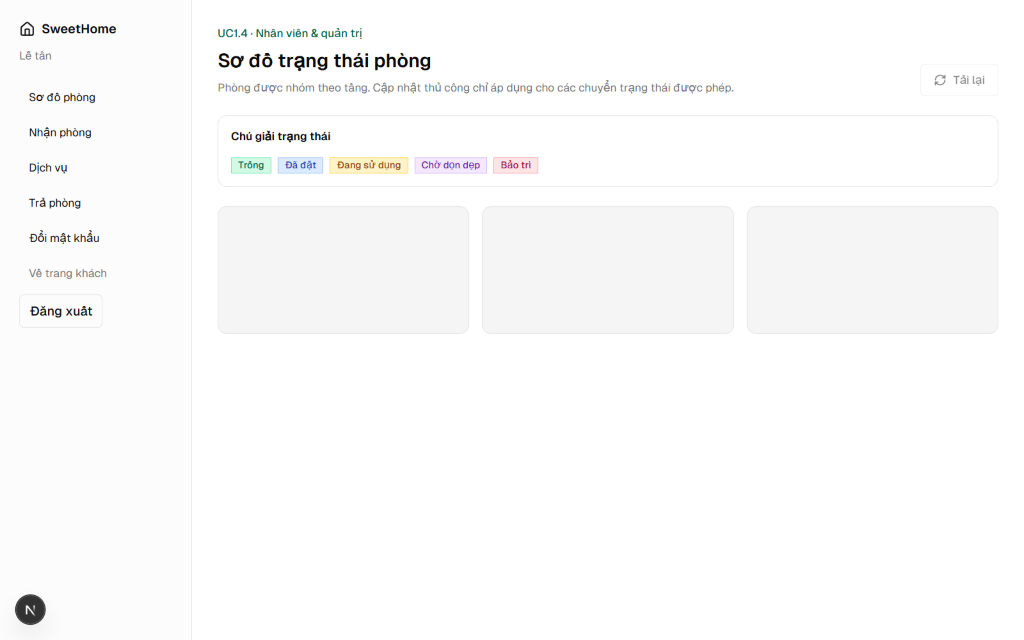 SweetHome
Lễ tân
Sơ đồ phòng
Nhận phòng
Dịch vụ
Trả phòng
Đổi mật khẩu
Về trang khách
Đăng xuất
N
UC1.4 · Nhân viên & quản trị
Sơ đồ trạng thái phòng
Phòng được nhóm theo tầng. Cập nhật thủ công chỉ áp dụng cho các chuyển trạng thái được phép.
Tải lại
Chú giải trạng thái
Trống
Đã đặt
Đang sử dụng
Chờ dọn dẹp
Bảo trì